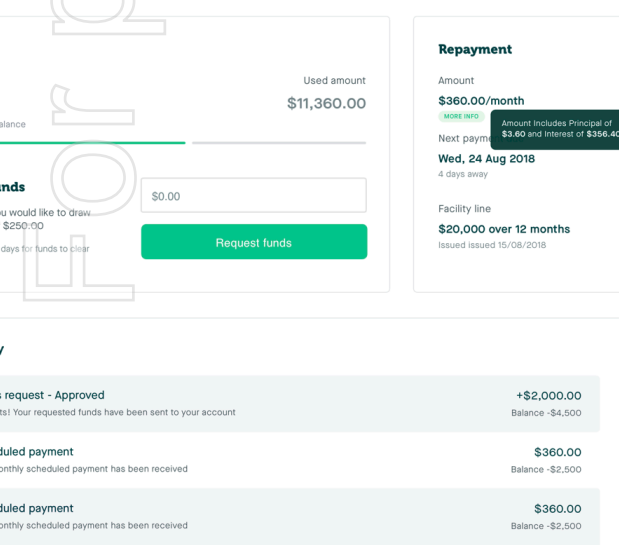 Used amount
$11,360.00
alance
nds
u would like to draw
$250.00
days for funds to clear
$0.00
Request funds
Repayment
Amount
$360.00/month
MORE INFO
Amount Includes Principal of
$3.60 and Interest of $356.40
Next payme
Wed, 24 Aug 2018
4 days away
Facility line
$20,000 over 12 months
Issued issued 15/08/2018
y
s request - Approved
+$2,000.00
ts! Your requested funds have been sent to your account
Balance -$4,500
duled payment
$360.00
onthly scheduled payment has been received
Balance -$2,500
duled payment
$360.00
onthly scheduled payment has been received
Balance -$2,500
For